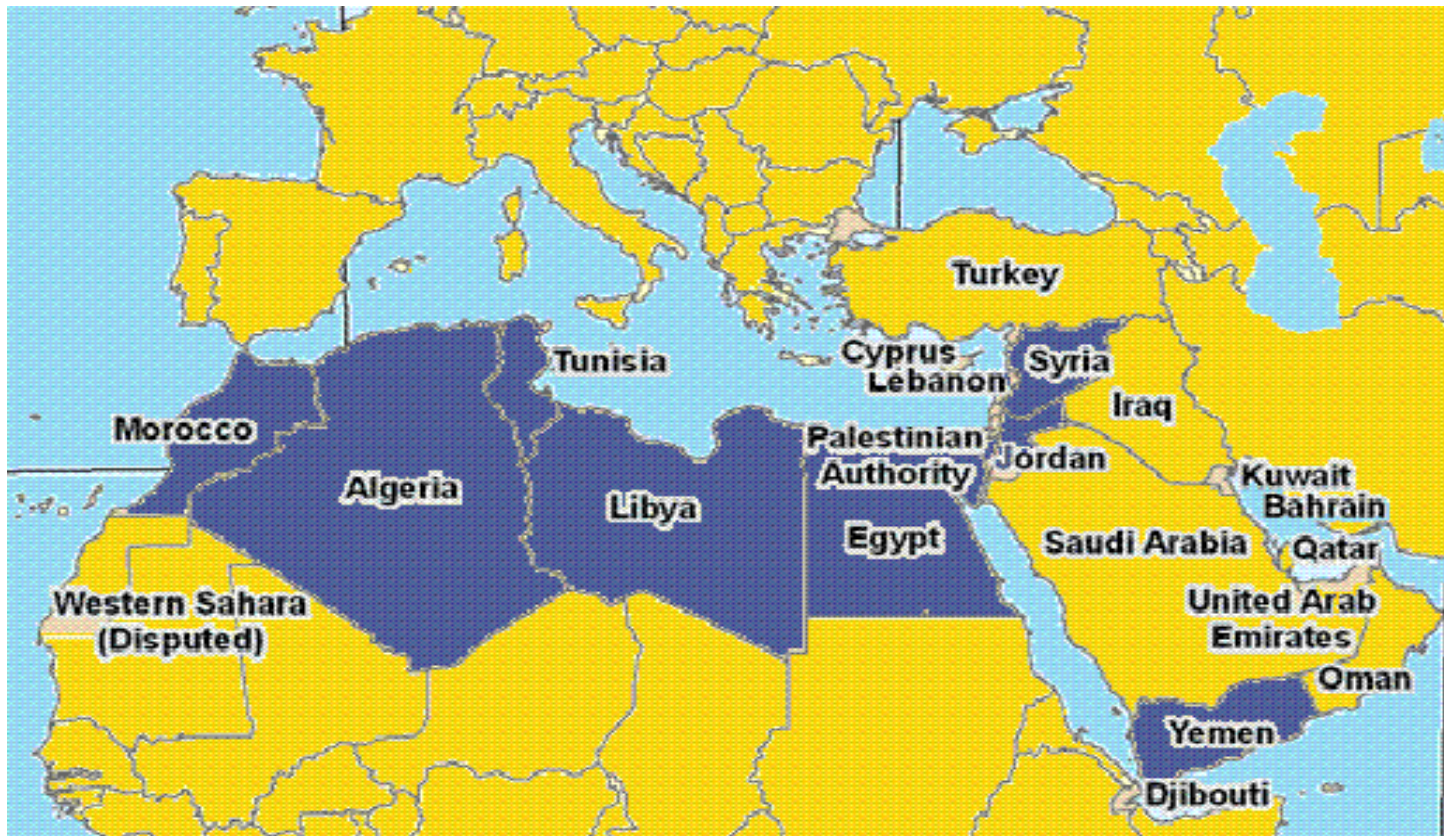 Turkey
Cyprus
Lebanon
Syria
Tunisia
Iraq
Morocco
Palestinian
Authority
Jordan
Algeria
Libya
Egypt
Kuwait
Bahrain
Saudi Arabia
Qatar
Western Sahara
(Disputed)
United Arab
Emirates
Oman
Yemen
Djibouti